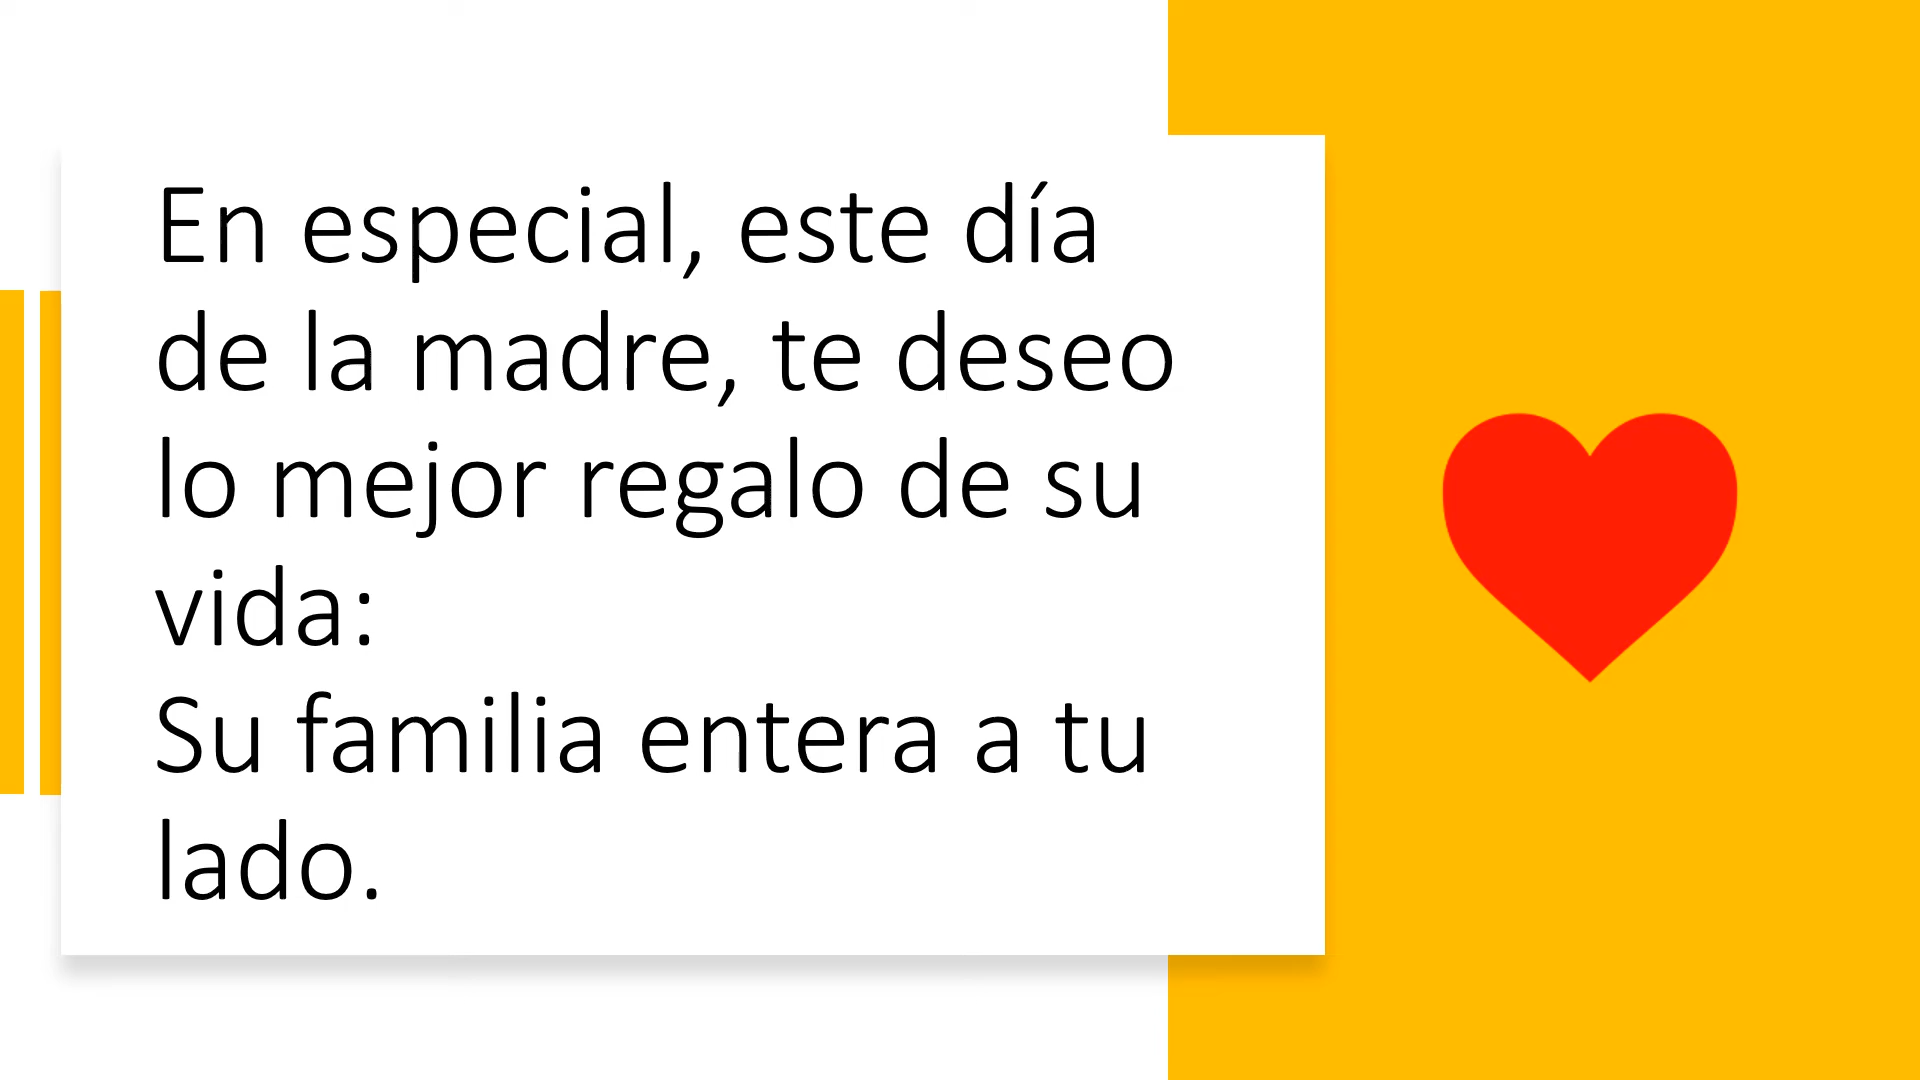 En especial, este día
de la madre, te deseo
lo mejor regalo de su
vida:
Su familia entera a tu
lado.